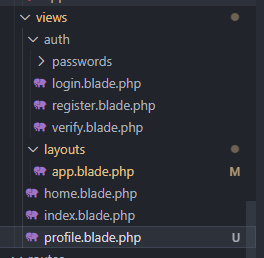 views
auth
passwords
login.blade.php
register.blade.php
verify.blade.php
layouts
app.blade.php M
home.blade.php
index.blade.php
profile.blade.php U